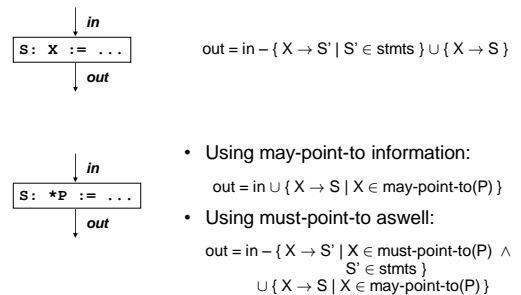 in
S: X := ...
out
out = in – { X → S' | S' ∈ stmts } ∪ { X → S }
in
S: *P := ...
out
• Using may-point-to information:
out = in ∪ { X → S | X ∈ may-point-to(P) }
• Using must-point-to aswell:
out = in – { X → S' | X ∈ must-point-to(P) ∧
S' ∈ stmts }
∪ { X → S | X ∈ may-point-to(P) }